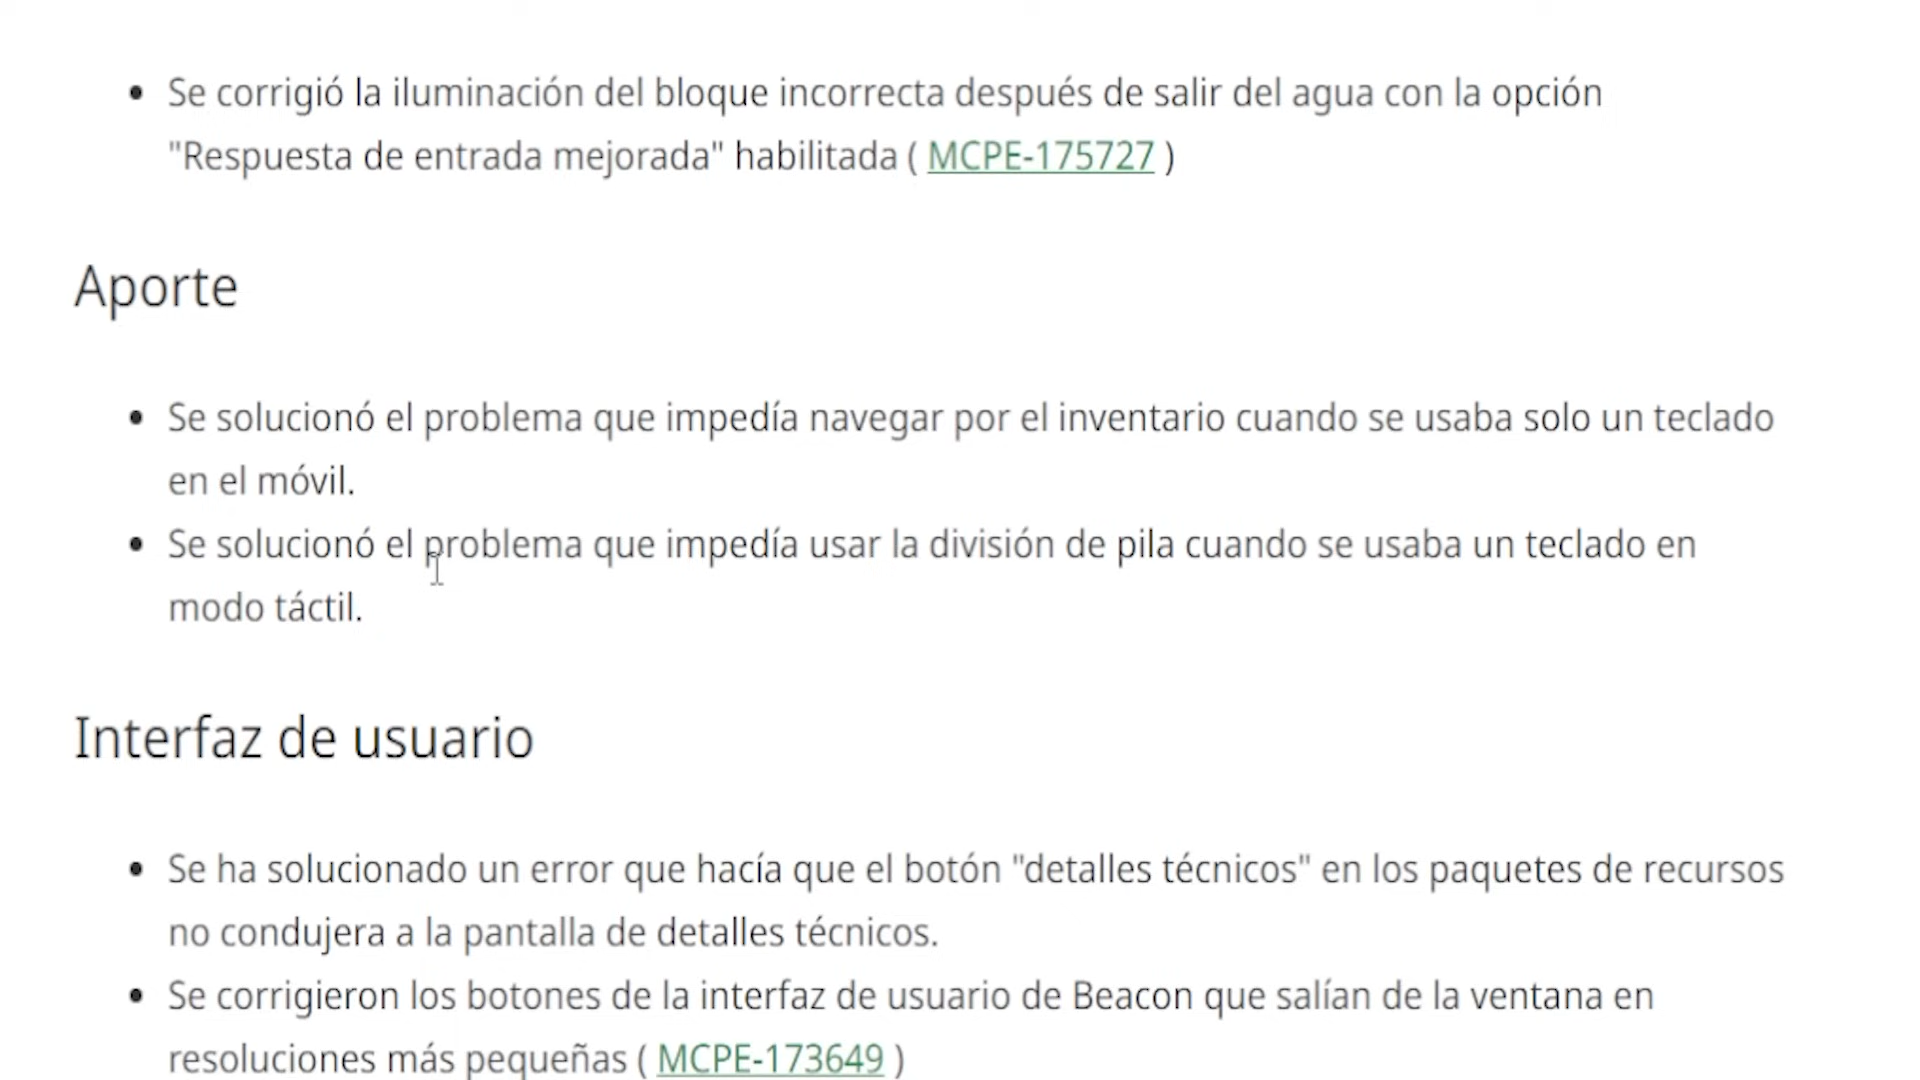 • Se corrigió la iluminación del bloque incorrecta después de salir del agua con la opción
"Respuesta de entrada mejorada" habilitada ( MCPE-175727 )
Aporte
• Se solucionó el problema que impedía navegar por el inventario cuando se usaba solo un teclado
en el móvil.
• Se solucionó el problema que impedía usar la división de pila cuando se usaba un teclado en
modo táctil.
Interfaz de usuario
• Se ha solucionado un error que hacía que el botón "detalles técnicos" en los paquetes de recursos
no condujera a la pantalla de detalles técnicos.
• Se corrigieron los botones de la interfaz de usuario de Beacon que salían de la ventana en
resoluciones más pequeñas ( MCPE-173649 )